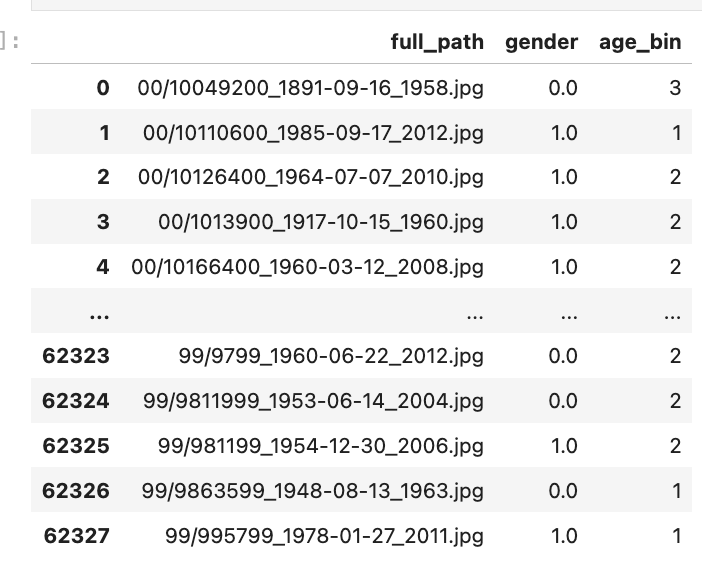 ]:
full_path gender age_bin
0 00/10049200_1891-09-16_1958.jpg 0.0 3
1 00/10110600_1985-09-17_2012.jpg 1.0 1
2 00/10126400_1964-07-07_2010.jpg 1.0 2
3 00/1013900_1917-10-15_1960.jpg 1.0 2
4 00/10166400_1960-03-12_2008.jpg 1.0 2
... ... ... ...
62323 99/9799_1960-06-22_2012.jpg 0.0 2
62324 99/9811999_1953-06-14_2004.jpg 0.0 2
62325 99/981199_1954-12-30_2006.jpg 1.0 2
62326 99/9863599_1948-08-13_1963.jpg 0.0 1
62327 99/995799_1978-01-27_2011.jpg 1.0 1